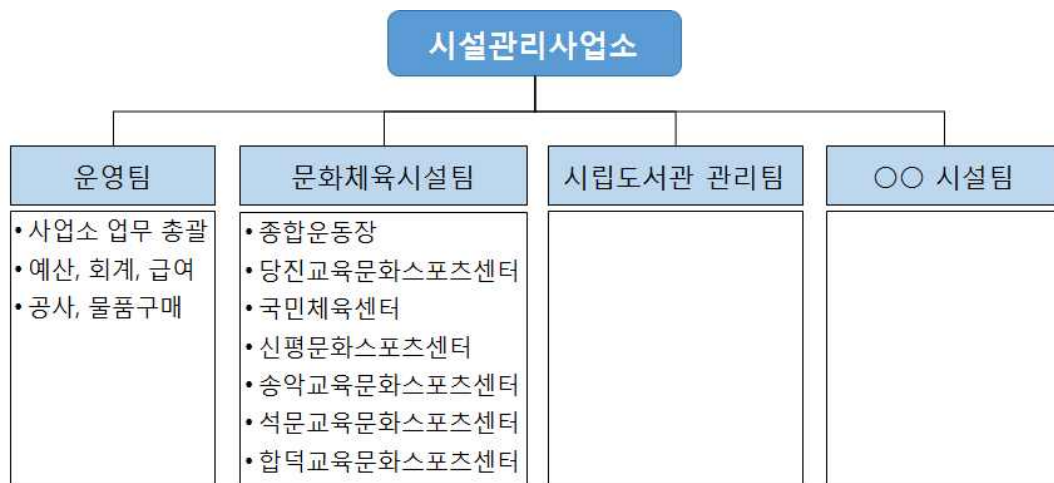 시설관리사업소
운영팀
• 사업소 업무 총괄
• 예산, 회계, 급여
• 공사, 물품구매
문화체육시설팀
• 종합운동장
• 당진교육문화스포츠센터
• 국민체육센터
• 신평문화스포츠센터
• 송악교육문화스포츠센터
• 석문교육문화스포츠센터
• 합덕교육문화스포츠센터
시립도서관 관리팀
○○ 시설팀